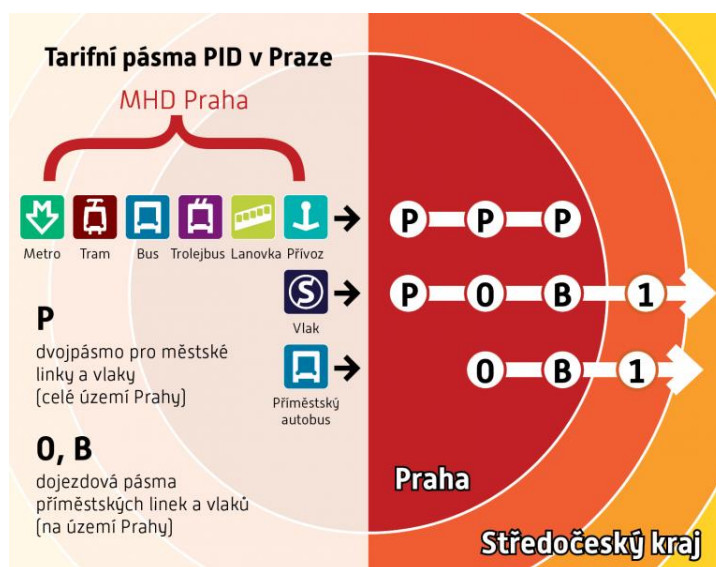 Tarifní pásma PID v Praze
MHD Praha
Metro Tram Bus Trolejbus Lanovka Přívoz
P P P
S
Vlak
P 0 B 1
Příměstský
autobus
0 B 1
P
dvojpásmo pro městské
linky a vlaky
(celé území Prahy)
0, B
dojezdová pásma
příměstských linek a vlaků
(na území Prahy)
Praha
Středočeský kraj